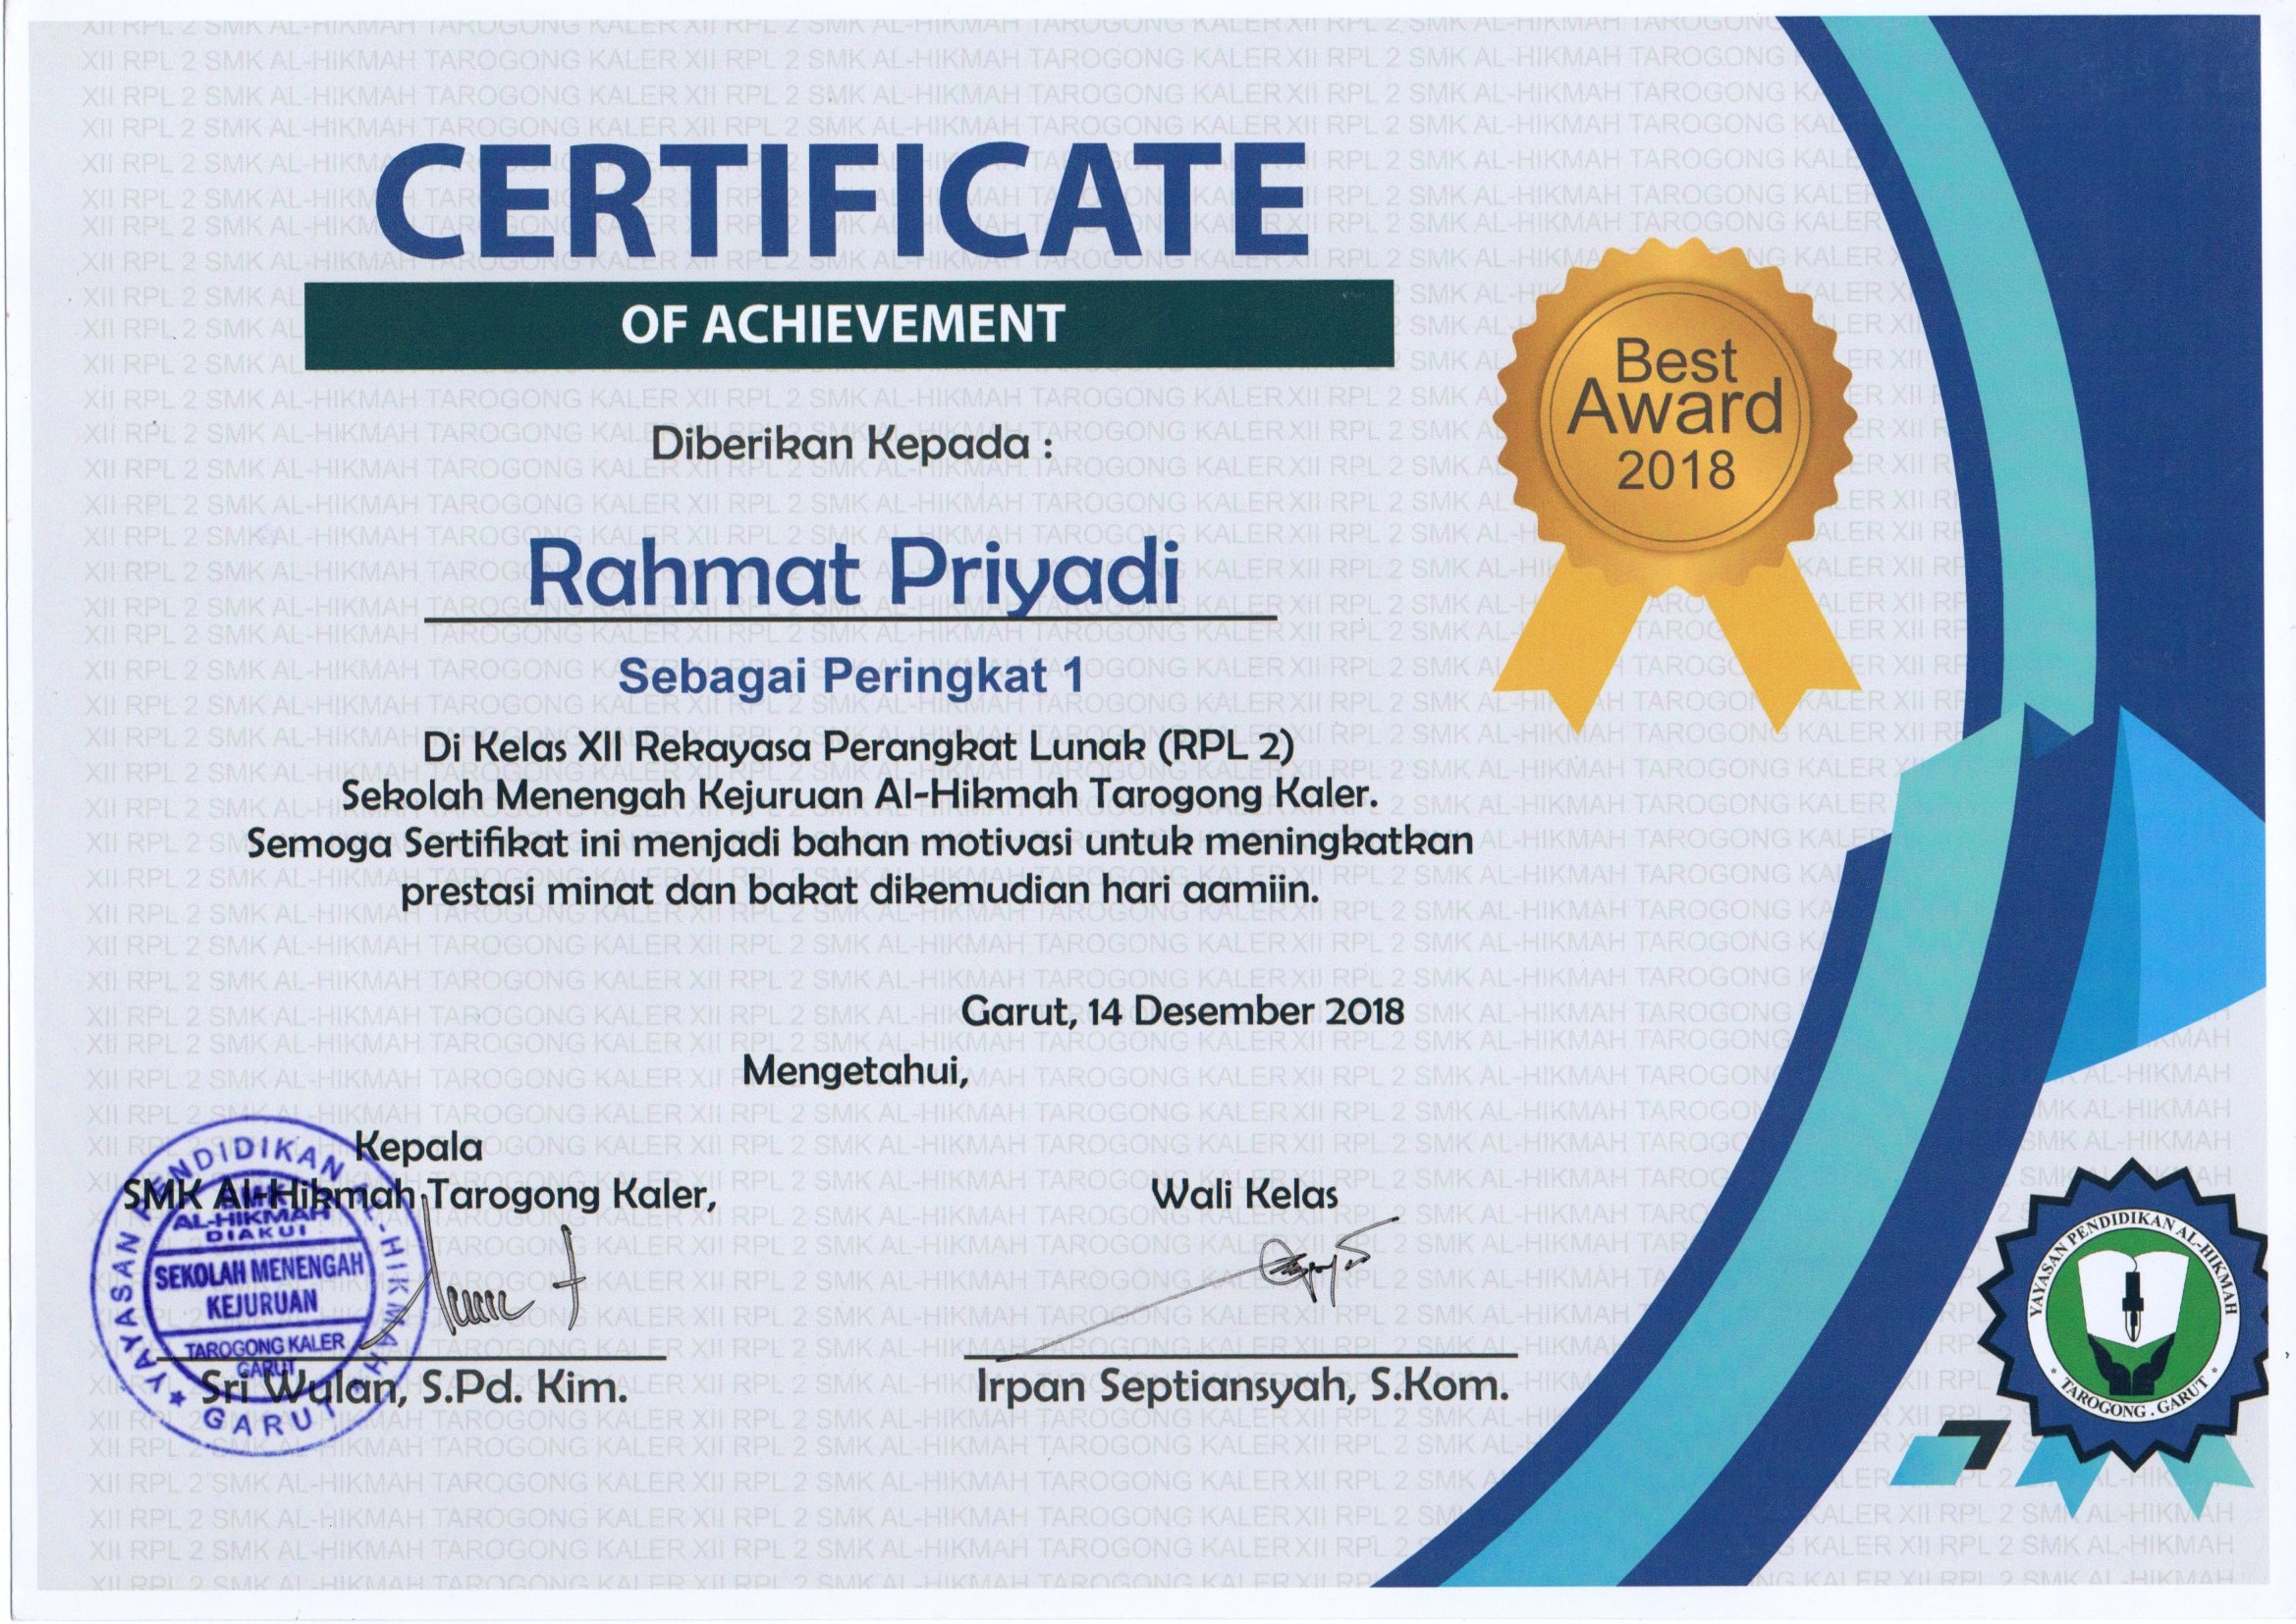 CERTIFICATE
OF ACHIEVEMENT
Diberikan Kepada :
Rahmat Priyadi
Sebagai Peringkat 1
Di Kelas XII Rekayasa Perangkat Lunak (RPL 2)
Sekolah Menengah Kejuruan Al-Hikmah Tarogong Kaler.
Semoga Sertifikat ini menjadi bahan motivasi untuk meningkatkan
prestasi minat dan bakat dikemudian hari aamiin.
Best
Award
2018
Garut, 14 Desember 2018
Mengetahui,
Kepala
SMK Al-Hikmah Tarogong Kaler,
Sri Wulan, S.Pd. Kim.
Wali Kelas
Irpan Septiansyah, S.Kom.
YAYASAN PENDIDIKAN AL-HIKMAH
GARUT
SMK
AL-HIKMAH
DIAKUI
SEKOLAH MENENGAH
KEJURUAN
TAROGONG KALER
GARUT
YAYASAN PENDIDIKAN AL-HIKMAH
TAROGONG . GARUT
XII RPL 2 SMK AL-HIKMAH TAROGONG KALER